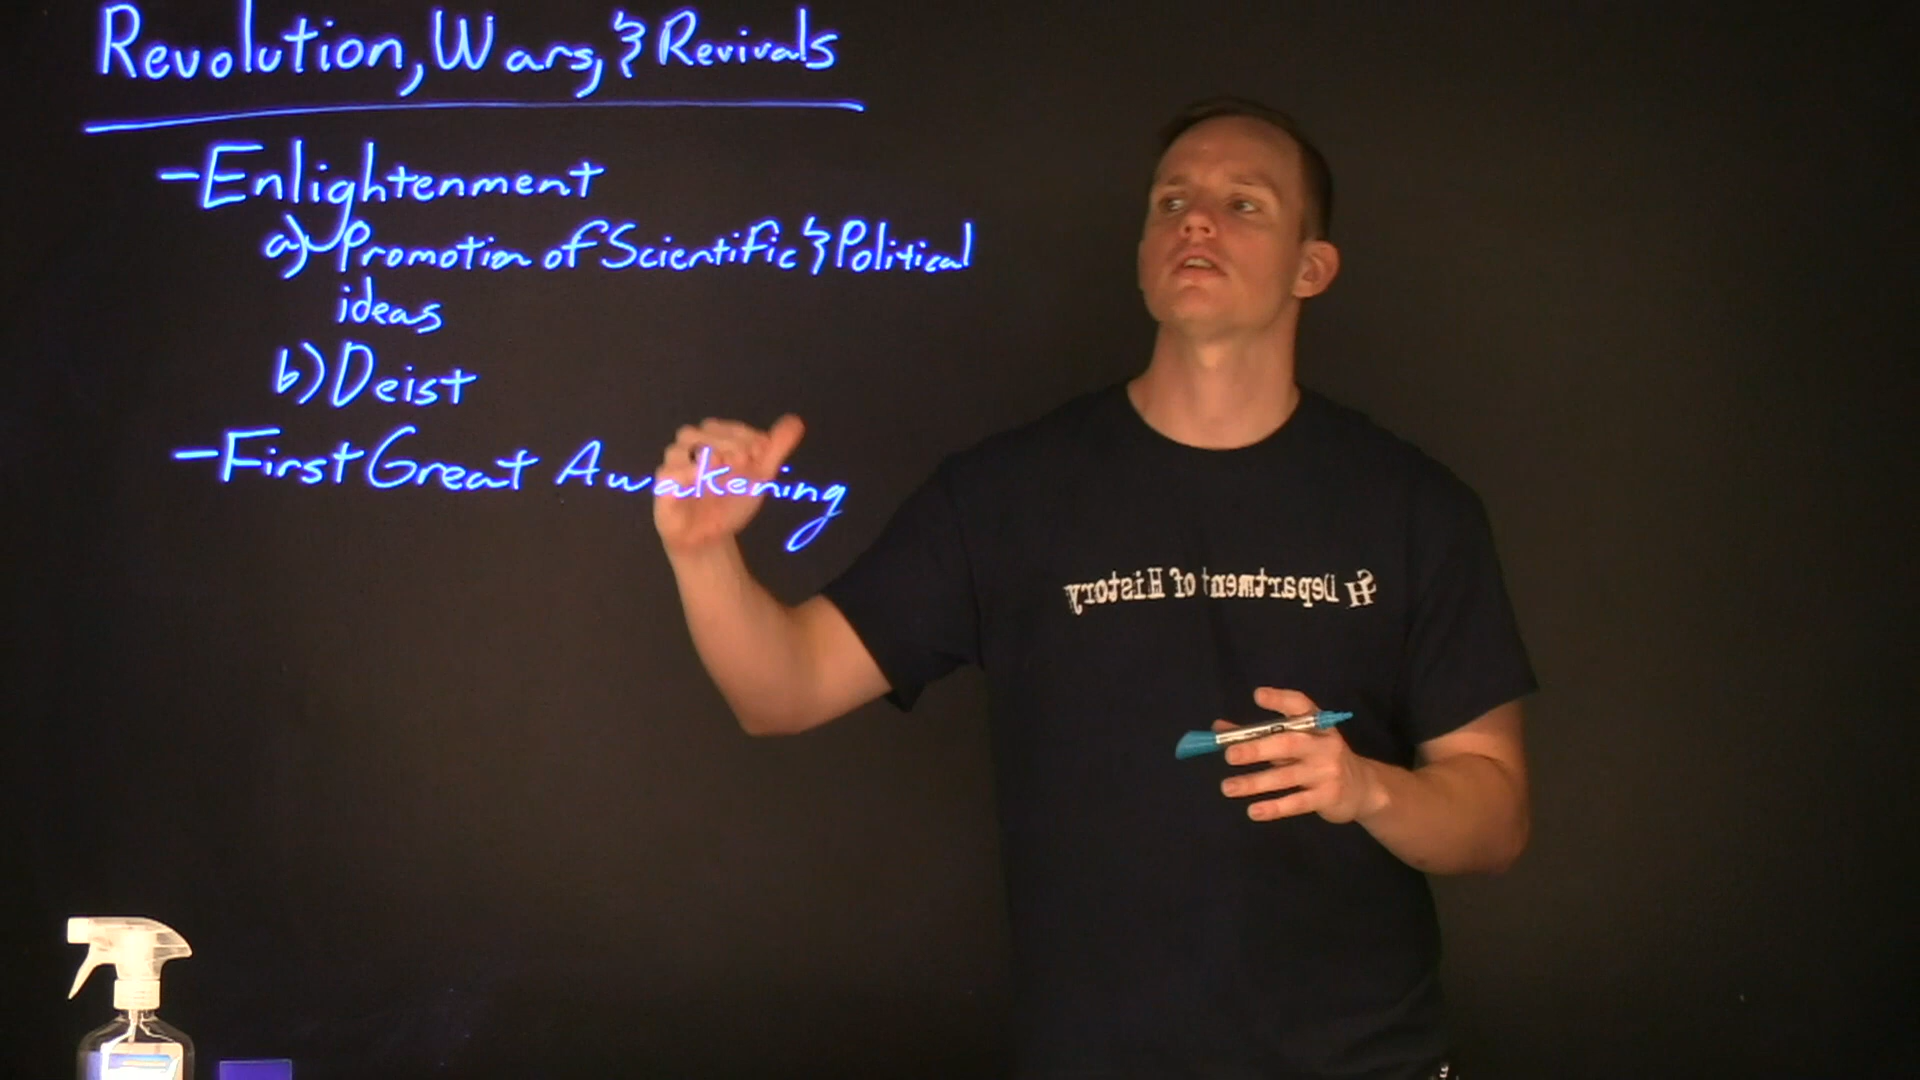 Revolution, Wars, & Revivals
- Enlightenment
a) Promotion of Scientific & Political
ideas
b) Deist
- First Great Awakening
Department of History